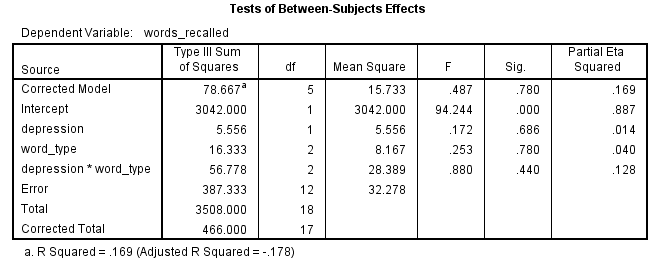 Tests of Between-Subjects Effects
Dependent Variable: words_recalled
Source Type III Sum of Squares df Mean Square F Sig. Partial Eta Squared
Corrected Model 78.667a 5 15.733 .487 .780 .169
Intercept 3042.000 1 3042.000 94.244 .000 .887
depression 5.556 1 5.556 .172 .686 .014
word_type 16.333 2 8.167 .253 .780 .040
depression * word_type 56.778 2 28.389 .880 .440 .128
Error 387.333 12 32.278
Total 3508.000 18
Corrected Total 466.000 17
a. R Squared = .169 (Adjusted R Squared = -.178)